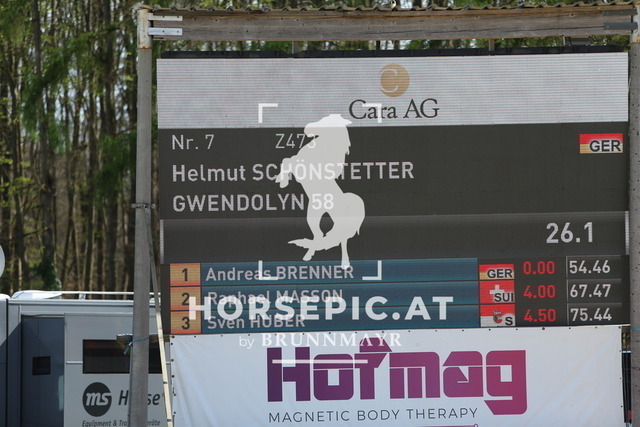 Cara AG
Nr. 7 Z473
Helmut SCHÖNSTETTER GER
GWENDOLYN 58
26.1
1 Andreas BRENNER GER 0.00 54.46
2 Raphael MASSON SUI 4.00 67.47
3 Sven HUBER 4.50 75.44
HORSEPIC.AT
by BRUNNMAYR
Hofmag
MAGNETIC BODY THERAPY
ms Horse
Equipment &